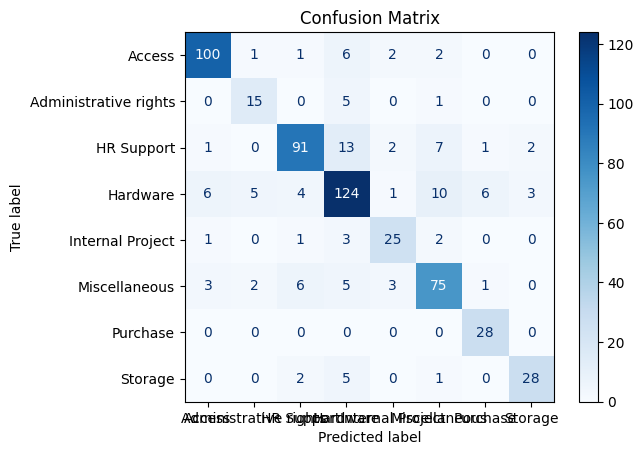 Confusion Matrix
Access 100 1 1 6 2 2 0 0
Administrative rights 0 15 0 5 0 1 0 0
HR Support 1 0 91 13 2 7 1 2
Hardware 6 5 4 124 1 10 6 3
Internal Project 1 0 1 3 25 2 0 0
Miscellaneous 3 2 6 5 3 75 1 0
Purchase 0 0 0 0 0 0 28 0
Storage 0 0 2 5 0 1 0 28
Access Administrative rights HR Support Hardware Internal Project Miscellaneous Purchase Storage
Predicted label
True label
120
100
80
60
40
20
0